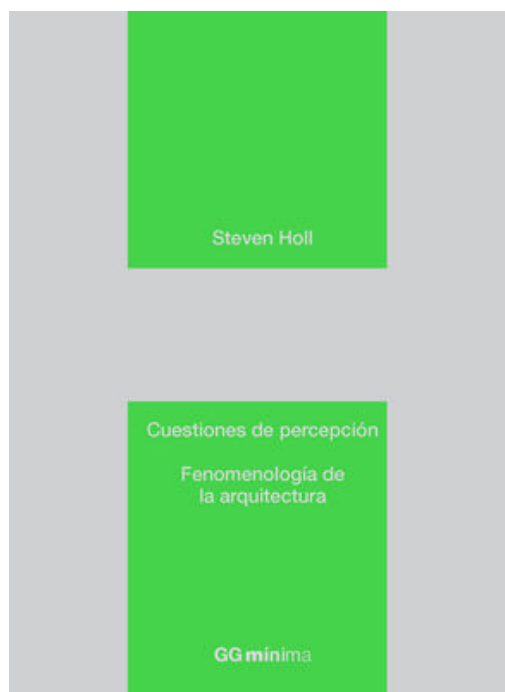 Steven Holl
Cuestiones de percepción
Fenomenología de
la arquitectura
GG mínima